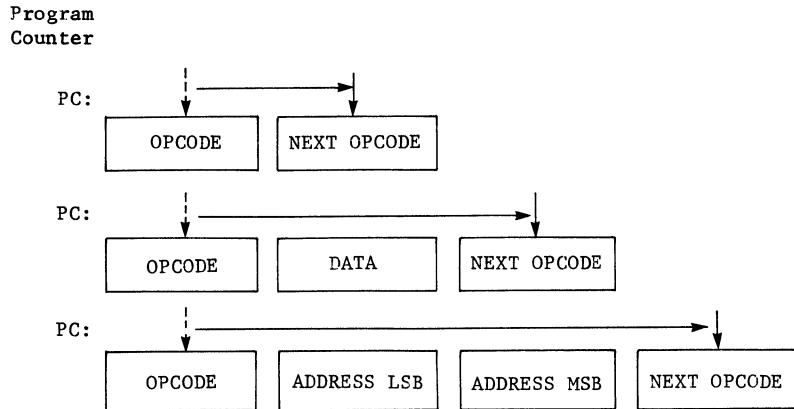 Program
Counter
PC:
OPCODE NEXT OPCODE
PC:
OPCODE DATA NEXT OPCODE
PC:
OPCODE ADDRESS LSB ADDRESS MSB NEXT OPCODE